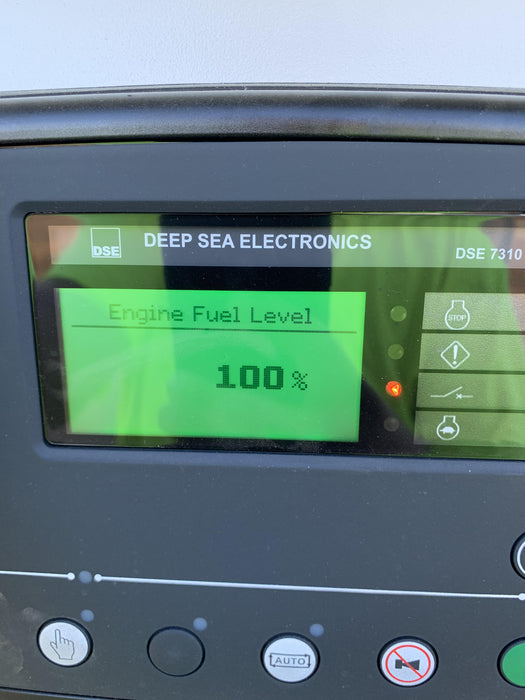 DSE
DEEP SEA ELECTRONICS
DSE 7310
Engine Fuel Level
100 %
STOP
AUTO